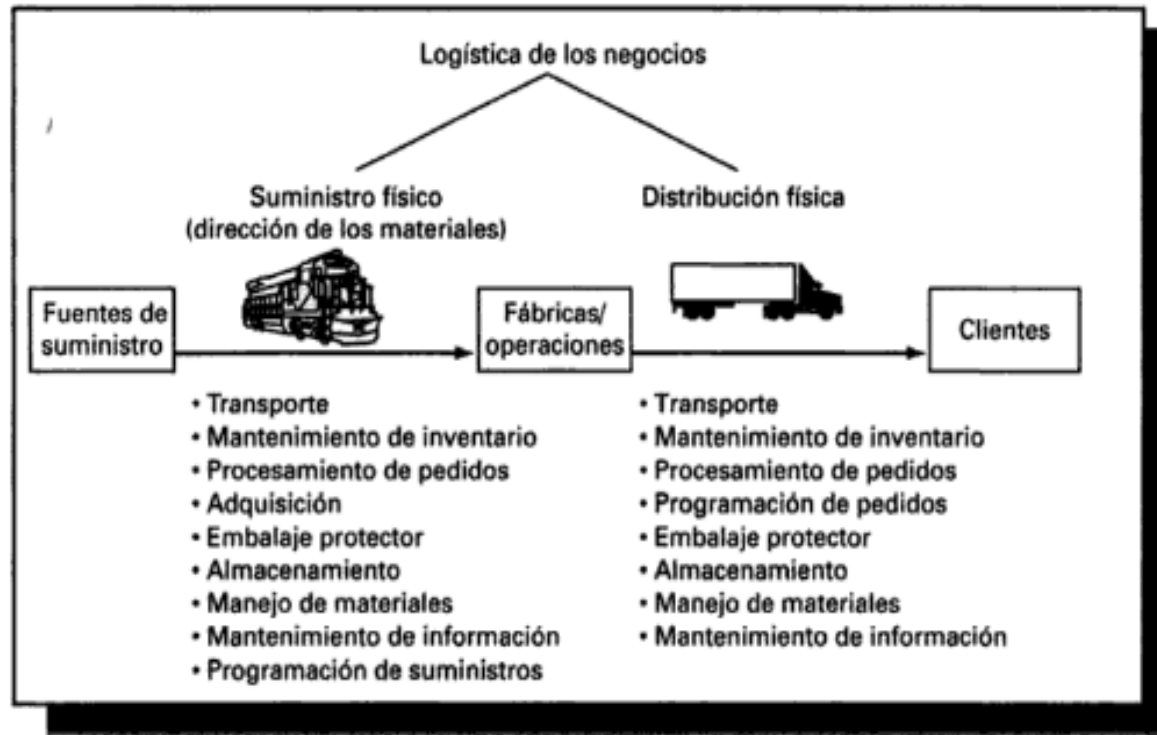 Logística de los negocios
Suministro físico
(dirección de los materiales)
Distribución física
Fuentes de
suministro
Fábricas/
operaciones
Clientes
• Transporte
• Mantenimiento de inventario
• Procesamiento de pedidos
• Adquisición
• Embalaje protector
• Almacenamiento
• Manejo de materiales
• Mantenimiento de información
• Programación de suministros
• Transporte
• Mantenimiento de inventario
• Procesamiento de pedidos
• Programación de pedidos
• Embalaje protector
• Almacenamiento
• Manejo de materiales
• Mantenimiento de información